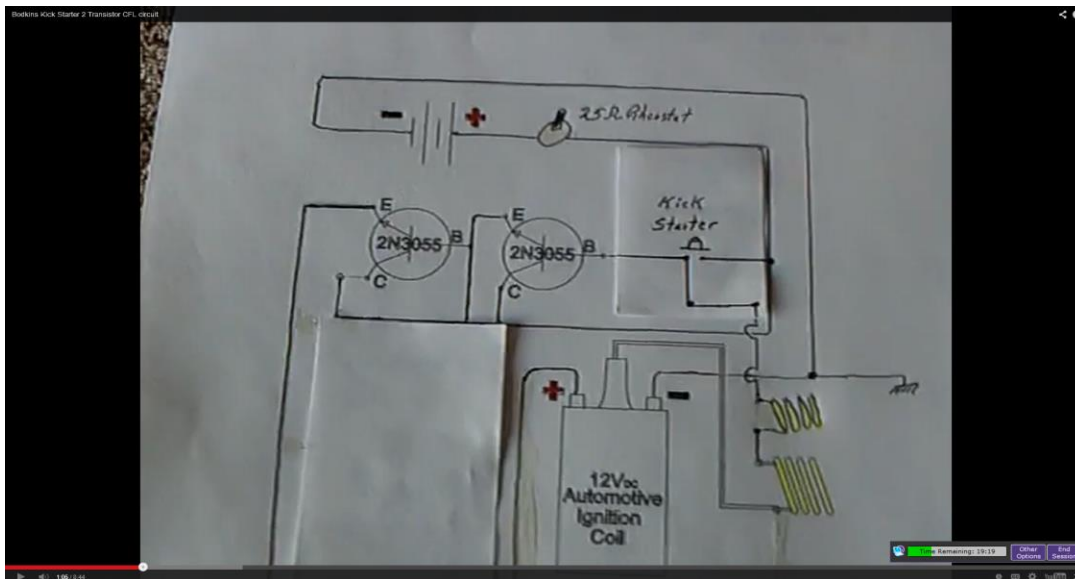 Bodkins Kick Starter 2 Transistor CFL circuit
- +
25Ω Rheostat
Kick
Starter
E
2N3055
B
C
E
2N3055
B
C
+ -
12VDC
Automotive
Ignition
Coil
Time Remaining: 19:19
Other
Options
End
Session
1:06 / 8:44
YouTube